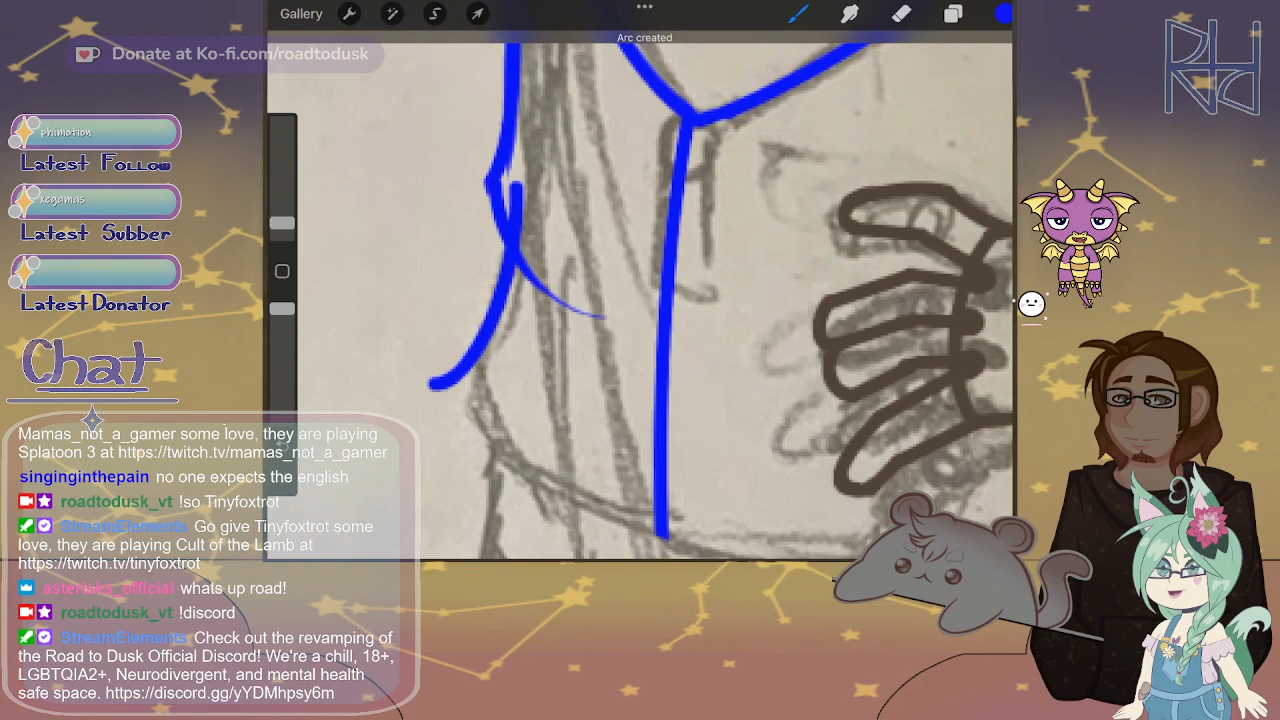 Gallery
Arc created
Donate at Ko-fi.com/roadtodusk
RtD
phimotion
Latest Follow
xcgamas
Latest Subber
Latest Donator
Chat
Mamas_not_a_gamer some love, they are playing
Splatoon 3 at https://twitch.tv/mamas_not_a_gamer
singinginthepain no one expects the english
roadtodusk_vt !so Tinyfoxtrot
StreamElements Go give Tinyfoxtrot some
love, they are playing Cult of the Lamb at
https://twitch.tv/tinyfoxtrot
asterisks_official whats up road!
roadtodusk_vt !discord
StreamElements Check out the revamping of
the Road to Dusk Official Discord! We're a chill, 18+,
LGBTQIA2+, Neurodivergent, and mental health
safe space. https://discord.gg/yYDMhpsy6m